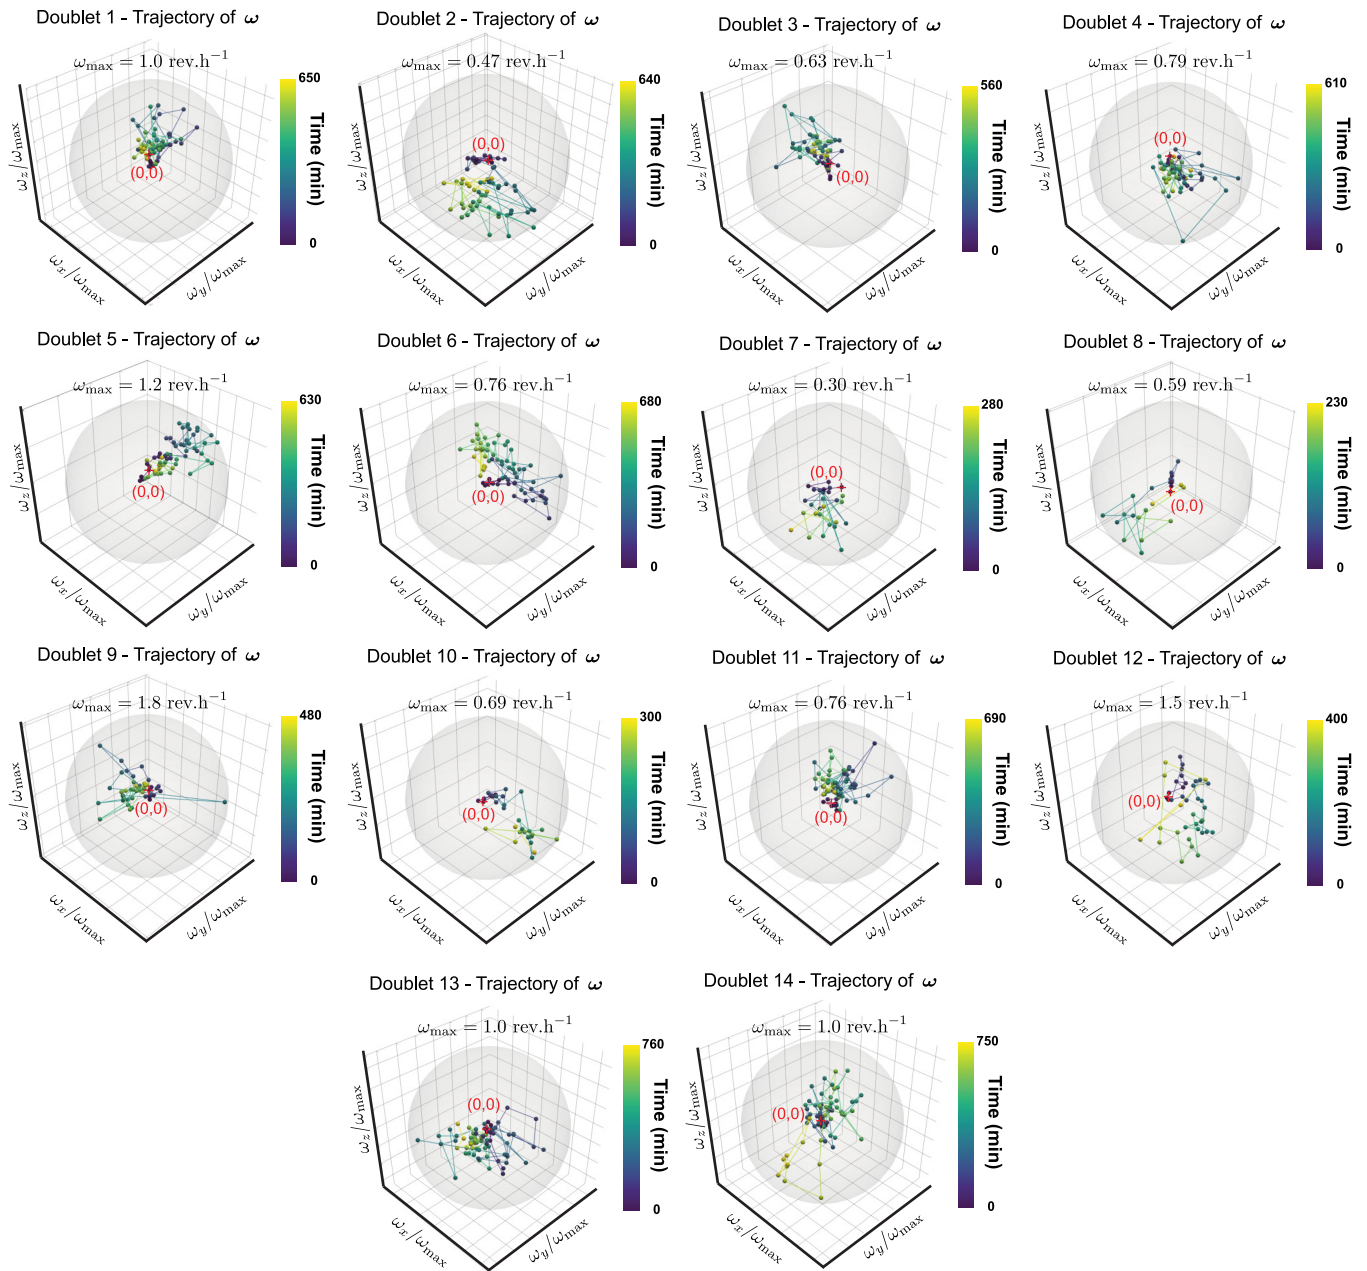 Doublet 1 - Trajectory of ω
ω_max = 1.0 rev.h⁻¹
650
Time (min)
0
(0,0)
ω_z/ω_max
ω_x/ω_max
ω_y/ω_max
Doublet 2 - Trajectory of ω
ω_max = 0.47 rev.h⁻¹
640
Time (min)
0
(0,0)
ω_z/ω_max
ω_x/ω_max
ω_y/ω_max
Doublet 3 - Trajectory of ω
ω_max = 0.63 rev.h⁻¹
560
Time (min)
0
(0,0)
ω_z/ω_max
ω_x/ω_max
ω_y/ω_max
Doublet 4 - Trajectory of ω
ω_max = 0.79 rev.h⁻¹
610
Time (min)
0
(0,0)
ω_z/ω_max
ω_x/ω_max
ω_y/ω_max
Doublet 5 - Trajectory of ω
ω_max = 1.2 rev.h⁻¹
630
Time (min)
0
(0,0)
ω_z/ω_max
ω_x/ω_max
ω_y/ω_max
Doublet 6 - Trajectory of ω
ω_max = 0.76 rev.h⁻¹
680
Time (min)
0
(0,0)
ω_z/ω_max
ω_x/ω_max
ω_y/ω_max
Doublet 7 - Trajectory of ω
ω_max = 0.30 rev.h⁻¹
280
Time (min)
0
(0,0)
ω_z/ω_max
ω_x/ω_max
ω_y/ω_max
Doublet 8 - Trajectory of ω
ω_max = 0.59 rev.h⁻¹
230
Time (min)
0
(0,0)
ω_z/ω_max
ω_x/ω_max
ω_y/ω_max
Doublet 9 - Trajectory of ω
ω_max = 1.8 rev.h⁻¹
480
Time (min)
0
(0,0)
ω_z/ω_max
ω_x/ω_max
ω_y/ω_max
Doublet 10 - Trajectory of ω
ω_max = 0.69 rev.h⁻¹
300
Time (min)
0
(0,0)
ω_z/ω_max
ω_x/ω_max
ω_y/ω_max
Doublet 11 - Trajectory of ω
ω_max = 0.76 rev.h⁻¹
690
Time (min)
0
(0,0)
ω_z/ω_max
ω_x/ω_max
ω_y/ω_max
Doublet 12 - Trajectory of ω
ω_max = 1.5 rev.h⁻¹
400
Time (min)
0
(0,0)
ω_z/ω_max
ω_x/ω_max
ω_y/ω_max
Doublet 13 - Trajectory of ω
ω_max = 1.0 rev.h⁻¹
760
Time (min)
0
(0,0)
ω_z/ω_max
ω_x/ω_max
ω_y/ω_max
Doublet 14 - Trajectory of ω
ω_max = 1.0 rev.h⁻¹
750
Time (min)
0
(0,0)
ω_z/ω_max
ω_x/ω_max
ω_y/ω_max